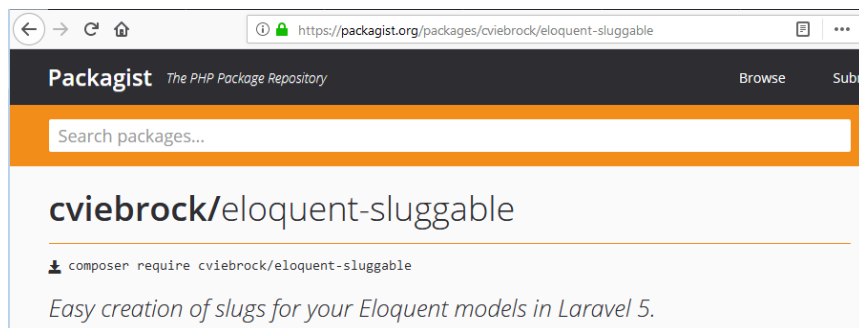 https://packagist.org/packages/cviebrock/eloquent-sluggable
Packagist The PHP Package Repository Browse
Search packages...
cviebrock/eloquent-sluggable
composer require cviebrock/eloquent-sluggable
Easy creation of slugs for your Eloquent models in Laravel 5.